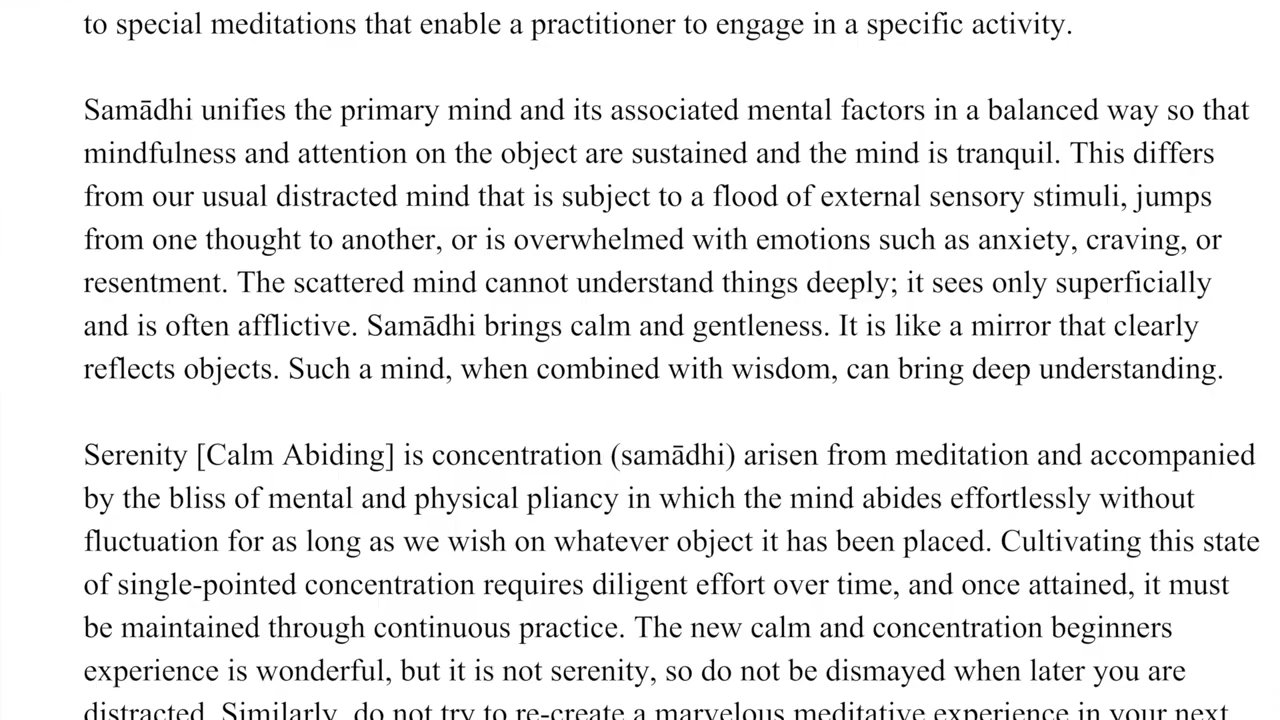 to special meditations that enable a practitioner to engage in a specific activity.
Samādhi unifies the primary mind and its associated mental factors in a balanced way so that
mindfulness and attention on the object are sustained and the mind is tranquil. This differs
from our usual distracted mind that is subject to a flood of external sensory stimuli, jumps
from one thought to another, or is overwhelmed with emotions such as anxiety, craving, or
resentment. The scattered mind cannot understand things deeply; it sees only superficially
and is often afflictive. Samādhi brings calm and gentleness. It is like a mirror that clearly
reflects objects. Such a mind, when combined with wisdom, can bring deep understanding.
Serenity [Calm Abiding] is concentration (samādhi) arisen from meditation and accompanied
by the bliss of mental and physical pliancy in which the mind abides effortlessly without
fluctuation for as long as we wish on whatever object it has been placed. Cultivating this state
of single-pointed concentration requires diligent effort over time, and once attained, it must
be maintained through continuous practice. The new calm and concentration beginners
experience is wonderful, but it is not serenity, so do not be dismayed when later you are
distracted. Similarly, do not try to re-create a marvelous meditative experience in your next